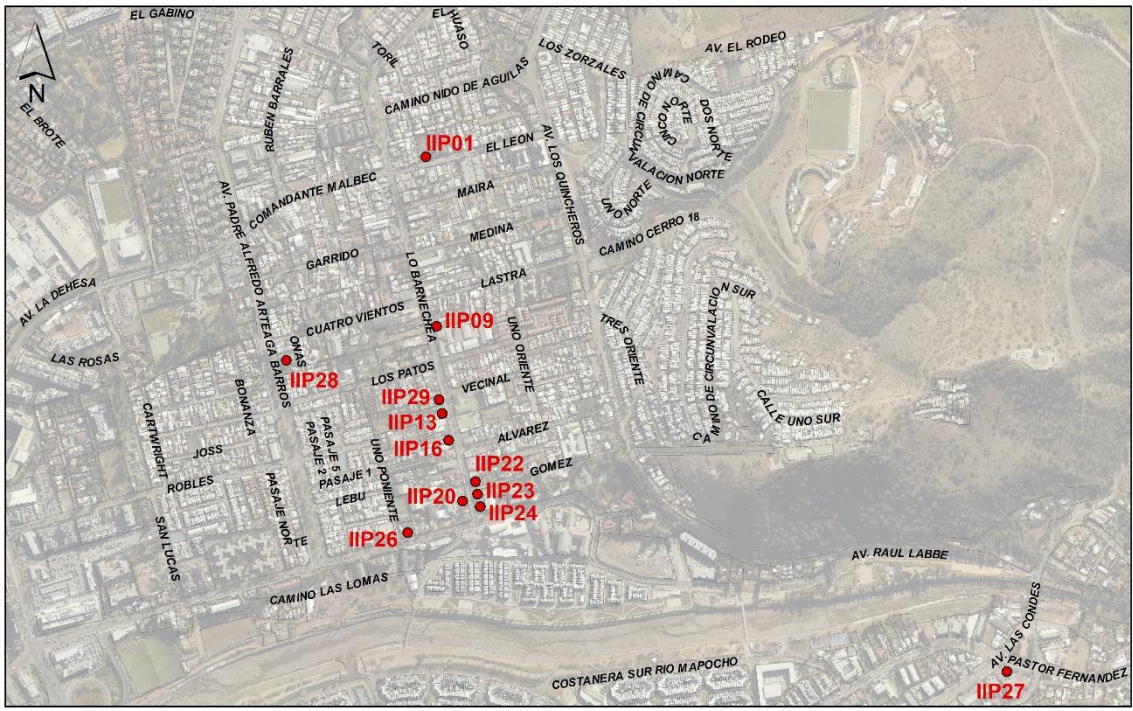 EL GABINO
EL HUASO
TORIL
RUBEN BARRALES
LOS ZORZALES
AV. EL RODEO
N
CAMINO NIDO DE AGUILAS
CAMINO DE CIRCUN
VALACION NORTE
CINCO NORTE
DOS NORTE
EL BROTE
IIP01
EL LEON
AV. LOS QUINCHEROS
COMANDANTE MALBEC
MAIRA
UNO NORTE
AV. PADRE ALFREDO ARTEAGA BARROS
MEDINA
CAMINO CERRO 18
GARRIDO
LASTRA
AV. LA DEHESA
LO BARNECHEA
CUATRO VIENTOS
IIP09
UNO ORIENTE
TRES ORIENTE
CAMINO DE CIRCUNVALACION SUR
LAS ROSAS
ONAS
IIP28
LOS PATOS
VECINAL
BONANZA
IIP29
IIP13
CALLE UNO SUR
CARTWRIGHT
JOSS
PASAJE 5
PASAJE 2
IIP16
ALVAREZ
UNO PONIENTE
PASAJE 1
IIP22
GOMEZ
ROBLES
LEBU
IIP20
IIP23
IIP24
PASAJE NORTE
SAN LUCAS
IIP26
AV. RAUL LABBE
CAMINO LAS LOMAS
AV. LAS CONDES
COSTANERA SUR RIO MAPOCHO
PASTOR FERNANDEZ
IIP27